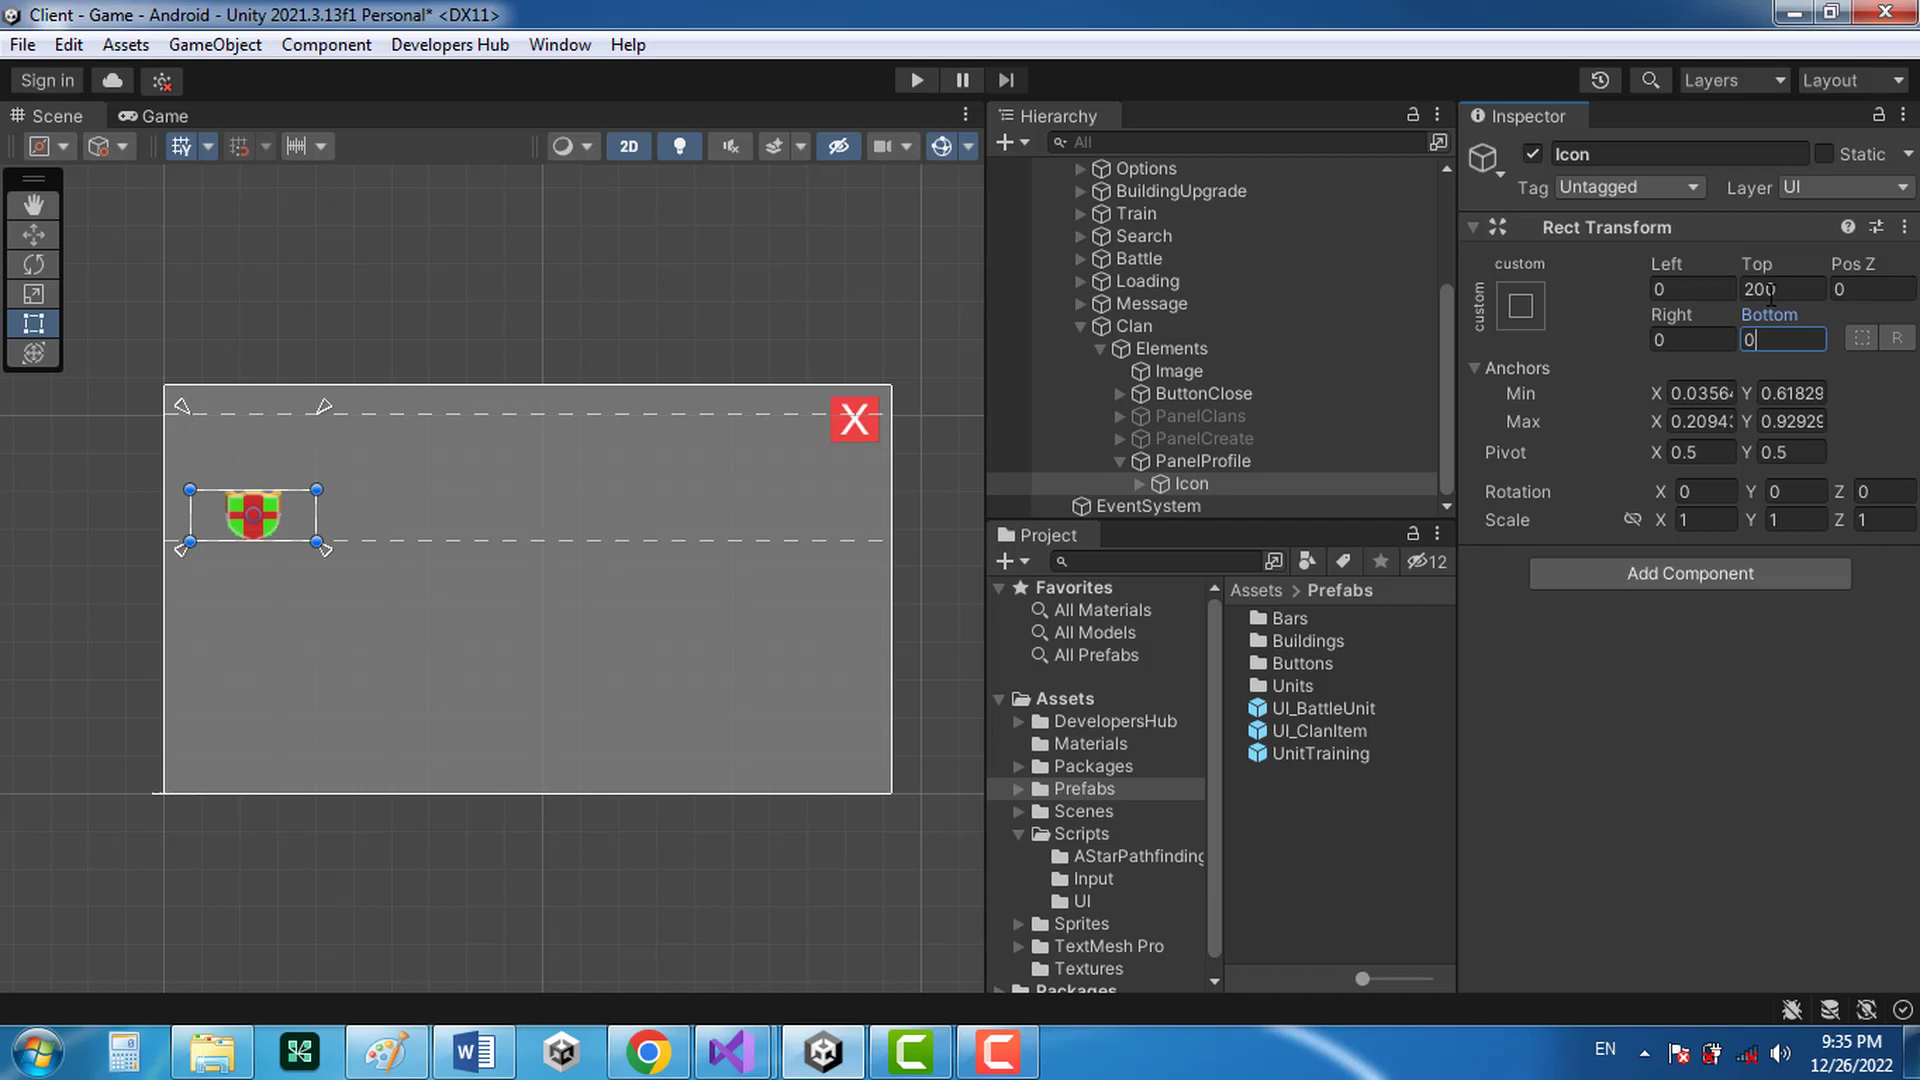 Client - Game - Android - Unity 2021.3.13f1 Personal* <DX11>
File Edit Assets GameObject Component Developers Hub Window Help
Sign in Layers Layout
Scene Game Hierarchy Inspector
2D All
Icon Static
Tag Untagged Layer UI
Options
BuildingUpgrade
Train
Search
Battle
Loading
Message
Clan
Elements
Image
ButtonClose
PanelClans
PanelCreate
PanelProfile
Icon
EventSystem
Rect Transform
custom Left Top Pos Z
custom 0 200 0
Right Bottom
0 0 R
Anchors
Min X 0.0356 Y 0.61829
Max X 0.2094 Y 0.92929
Pivot X 0.5 Y 0.5
Rotation X 0 Y 0 Z 0
Scale X 1 Y 1 Z 1
Add Component
X
Project
12
Favorites
All Materials
All Models
All Prefabs
Assets
DevelopersHub
Materials
Packages
Prefabs
Scenes
Scripts
AStarPathfinding
Input
UI
Sprites
TextMesh Pro
Textures
Packages
Assets > Prefabs
Bars
Buildings
Buttons
Units
UI_BattleUnit
UI_ClanItem
UnitTraining
EN
9:35 PM
12/26/2022